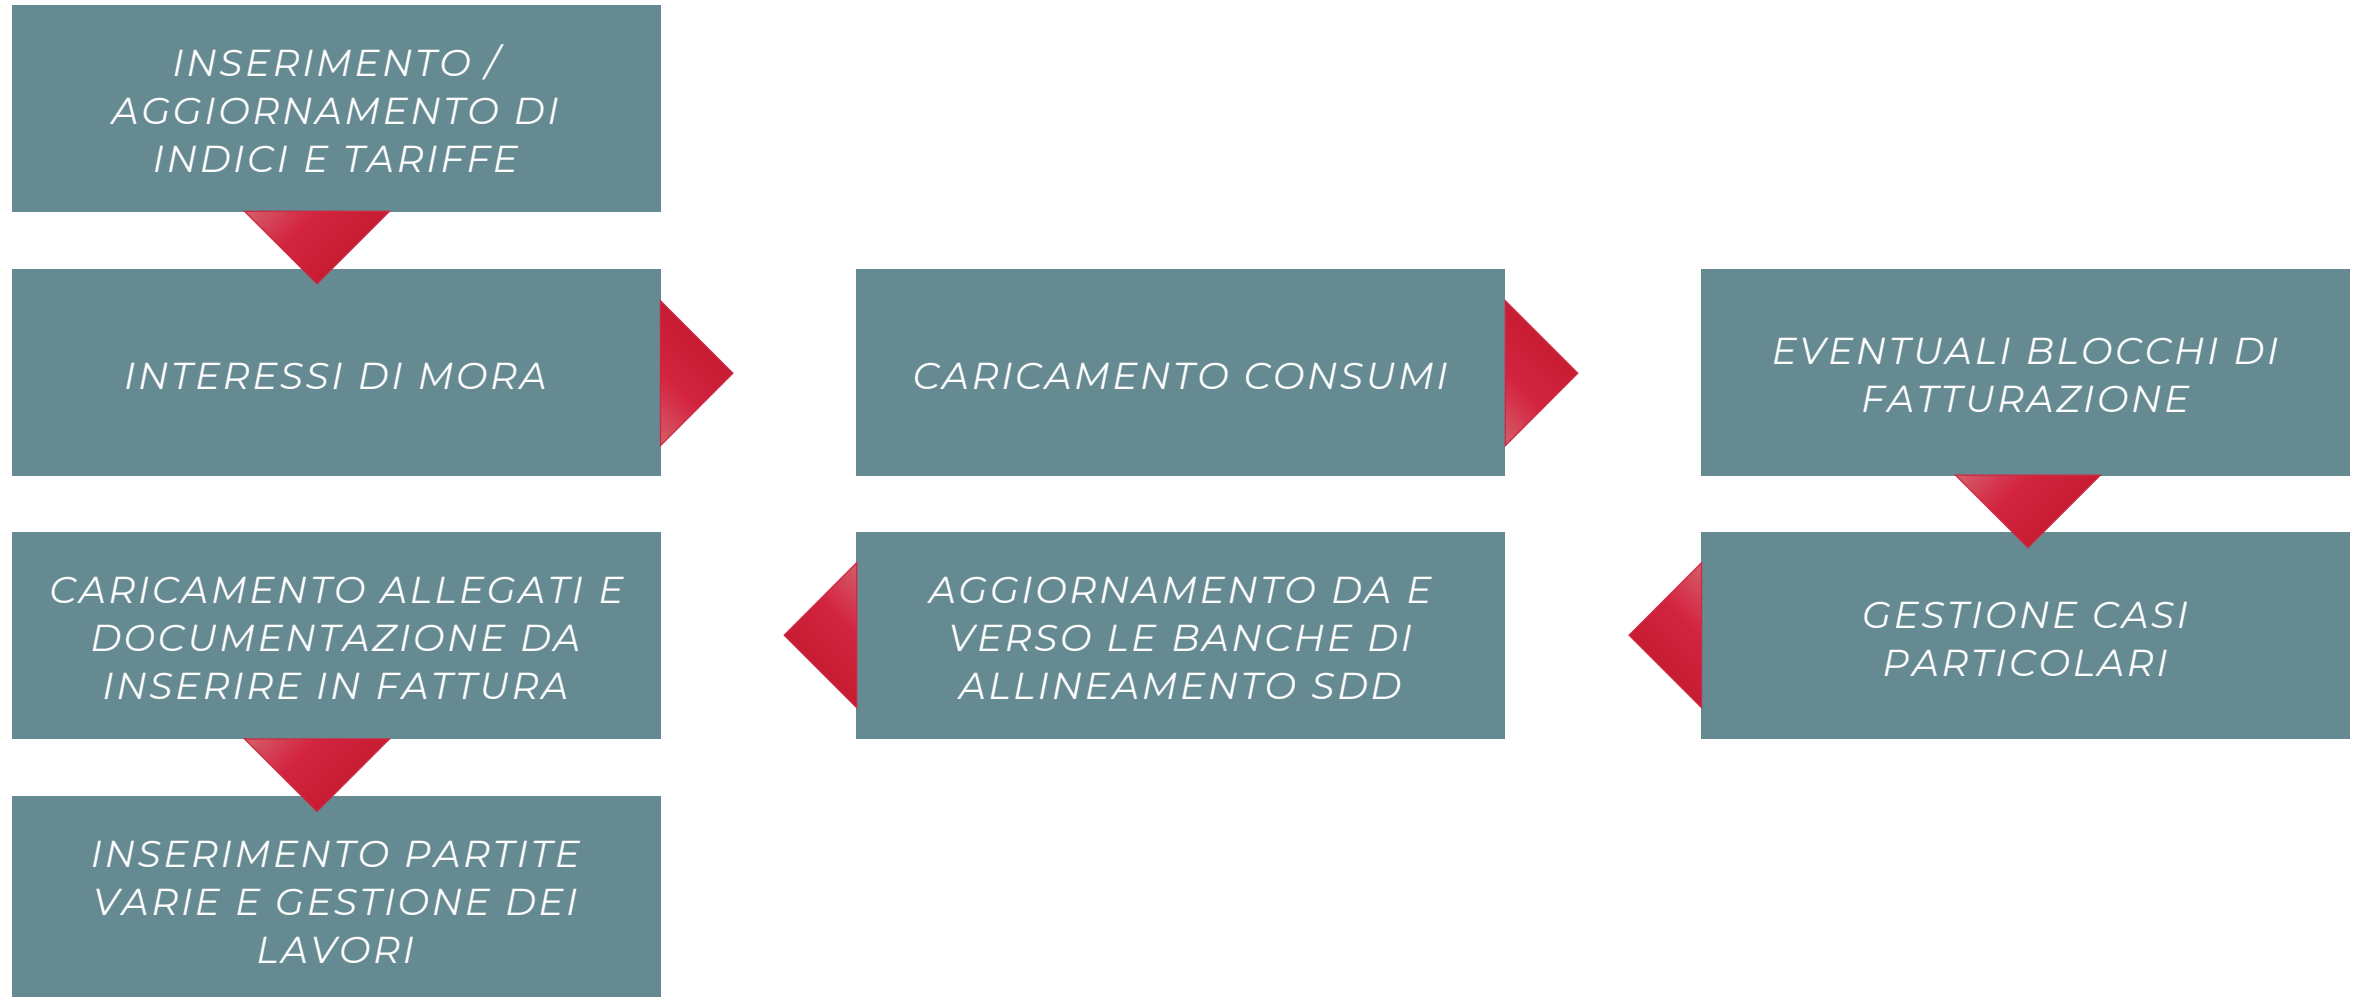 INSERIMENTO /
AGGIORNAMENTO DI
INDICI E TARIFFE
INTERESSI DI MORA
CARICAMENTO CONSUMI
EVENTUALI BLOCCHI DI
FATTURAZIONE
GESTIONE CASI
PARTICOLARI
AGGIORNAMENTO DA E
VERSO LE BANCHE DI
ALLINEAMENTO SDD
CARICAMENTO ALLEGATI E
DOCUMENTAZIONE DA
INSERIRE IN FATTURA
INSERIMENTO PARTITE
VARIE E GESTIONE DEI
LAVORI